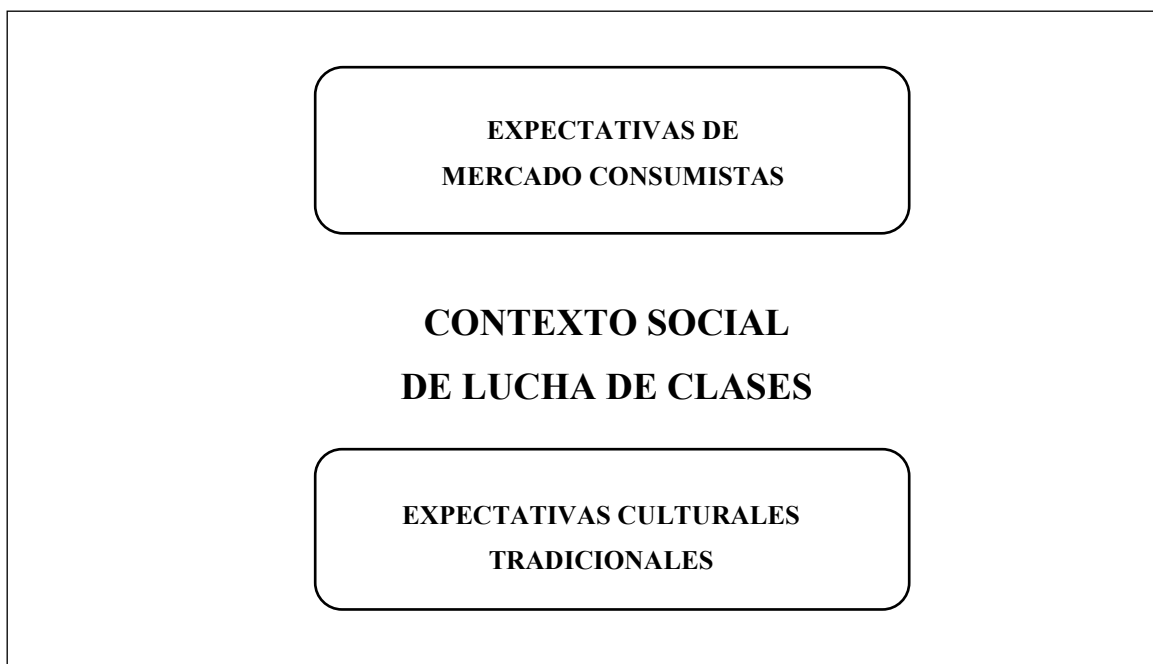 EXPECTATIVAS DE
MERCADO CONSUMISTAS
CONTEXTO SOCIAL
DE LUCHA DE CLASES
EXPECTATIVAS CULTURALES
TRADICIONALES